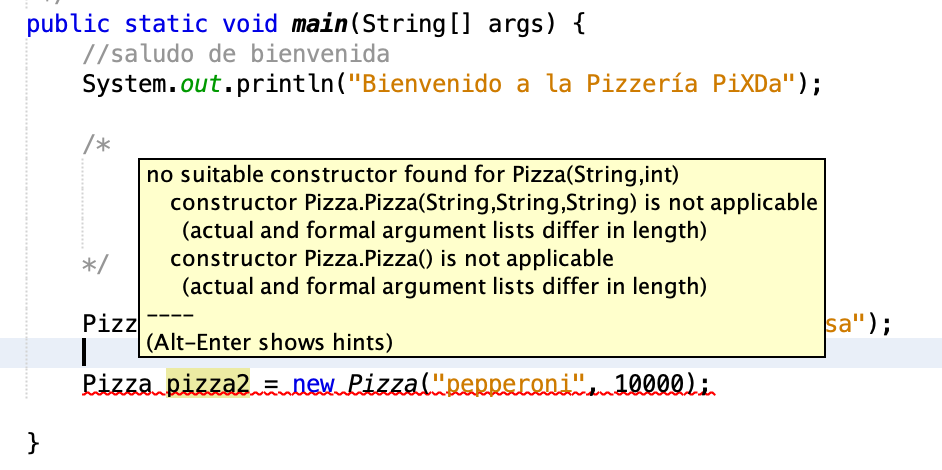 public static void main(String[] args) {
//saludo de bienvenida
System.out.println("Bienvenido a la Pizzería PiXDa");
/*
no suitable constructor found for Pizza(String,int)
constructor Pizza.Pizza(String,String,String) is not applicable
(actual and formal argument lists differ in length)
constructor Pizza.Pizza() is not applicable
(actual and formal argument lists differ in length)
----
(Alt-Enter shows hints)
*/
Pizz sa");
Pizza pizza2 = new Pizza("pepperoni", 10000);
}